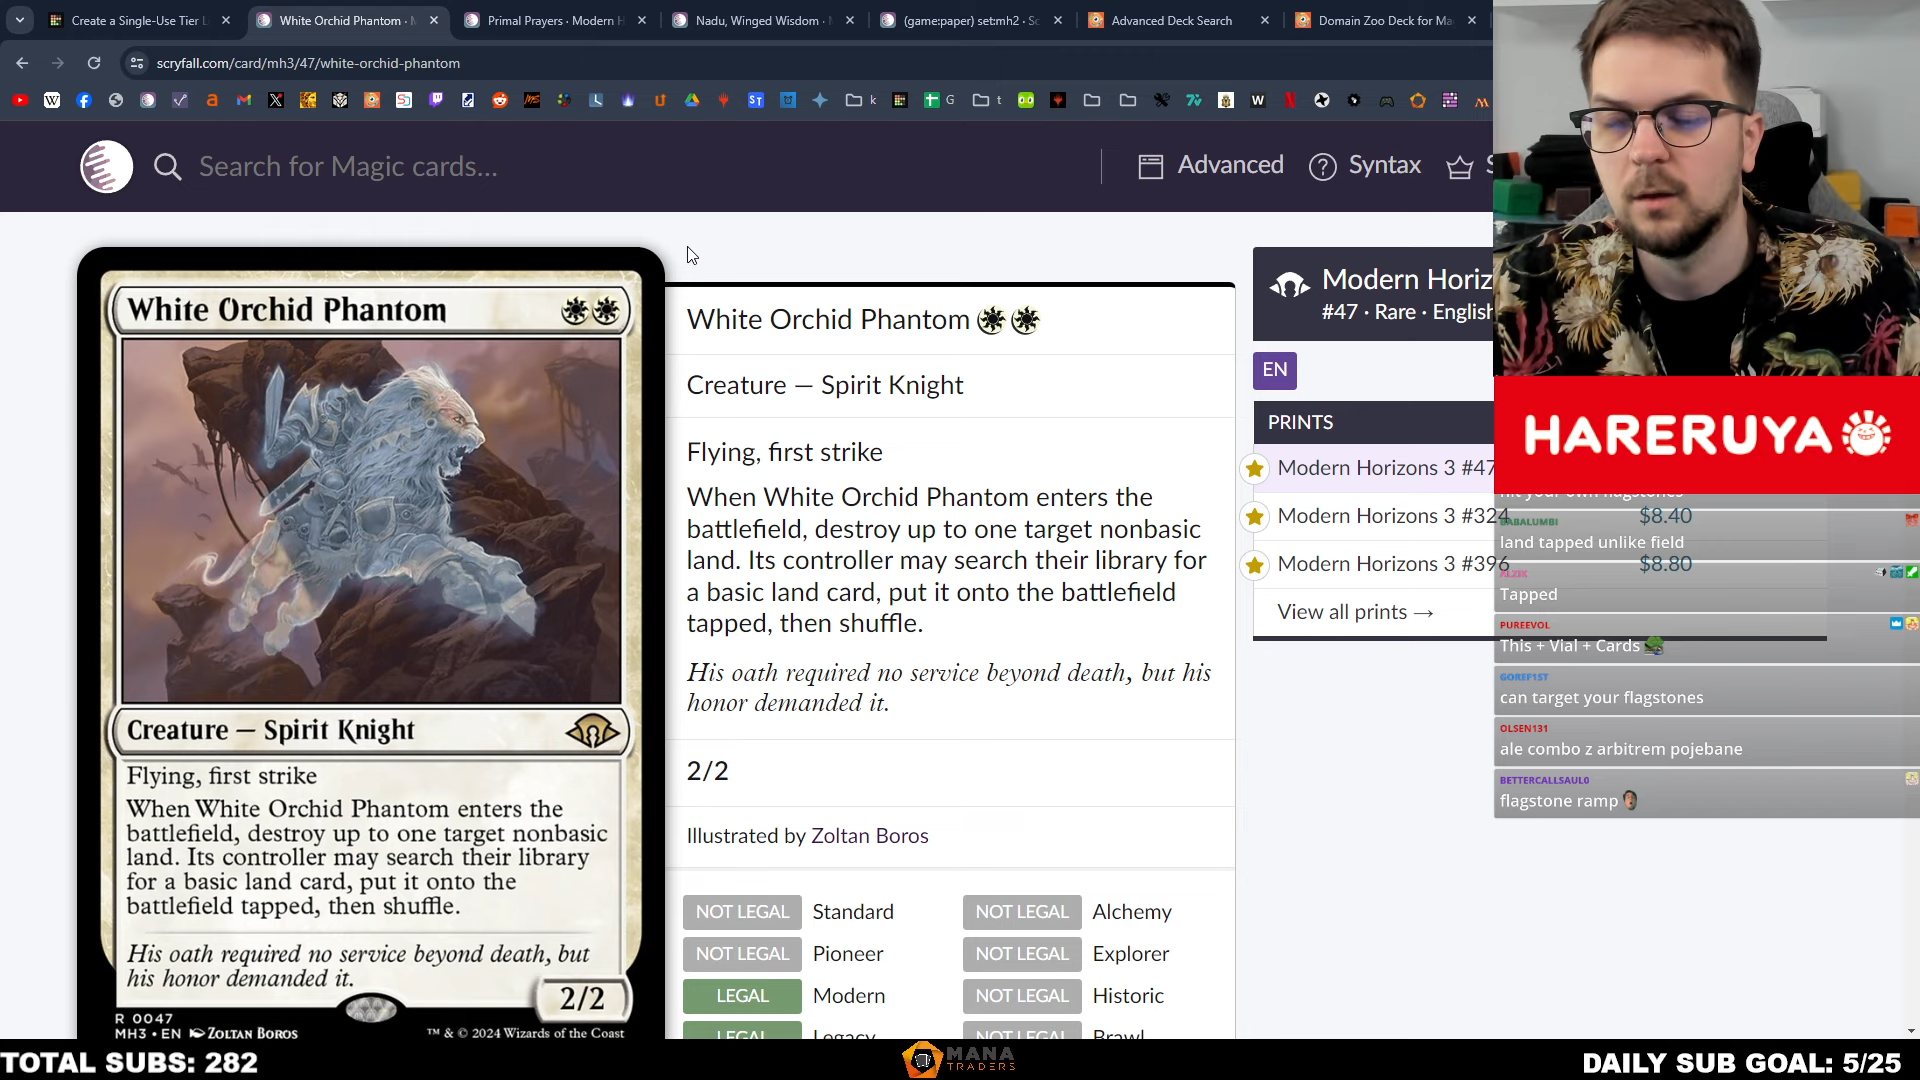 Create a Single-Use Tier L
White Orchid Phantom · M
Primal Prayers · Modern H
Nadu, Winged Wisdom ·
(game:paper) set:mh2 · Sc
Advanced Deck Search
Domain Zoo Deck for Ma
scryfall.com/card/mh3/47/white-orchid-phantom
k
G
t
Search for Magic cards...
Advanced
Syntax
S
White Orchid Phantom
Creature — Spirit Knight
Flying, first strike
When White Orchid Phantom enters the
battlefield, destroy up to one target nonbasic
land. Its controller may search their library
for a basic land card, put it onto the
battlefield tapped, then shuffle.
His oath required no service beyond death, but
his honor demanded it.
2/2
R 0047
MH3 • EN ZOLTAN BOROS
™ & © 2024 Wizards of the Coast
White Orchid Phantom
Creature — Spirit Knight
Flying, first strike
When White Orchid Phantom enters the
battlefield, destroy up to one target nonbasic
land. Its controller may search their library for
a basic land card, put it onto the battlefield
tapped, then shuffle.
His oath required no service beyond death, but his
honor demanded it.
2/2
Illustrated by Zoltan Boros
NOT LEGAL Standard NOT LEGAL Alchemy
NOT LEGAL Pioneer NOT LEGAL Explorer
LEGAL Modern NOT LEGAL Historic
LEGAL Legacy NOT LEGAL Brawl
Modern Horiz
#47 · Rare · English
EN
PRINTS
Modern Horizons 3 #47
Modern Horizons 3 #324 $8.40
Modern Horizons 3 #396 $8.80
View all prints →
HARERUYA
hit your own flagstones
BABALUMBI
land tapped unlike field
Tapped
PUREEVOL
This + Vial + Cards
GOREF1ST
can target your flagstones
OLSEN131
ale combo z arbitrem pojebane
BETTERCALLSAUL0
flagstone ramp
TOTAL SUBS: 282
MANA
TRADERS
DAILY SUB GOAL: 5/25